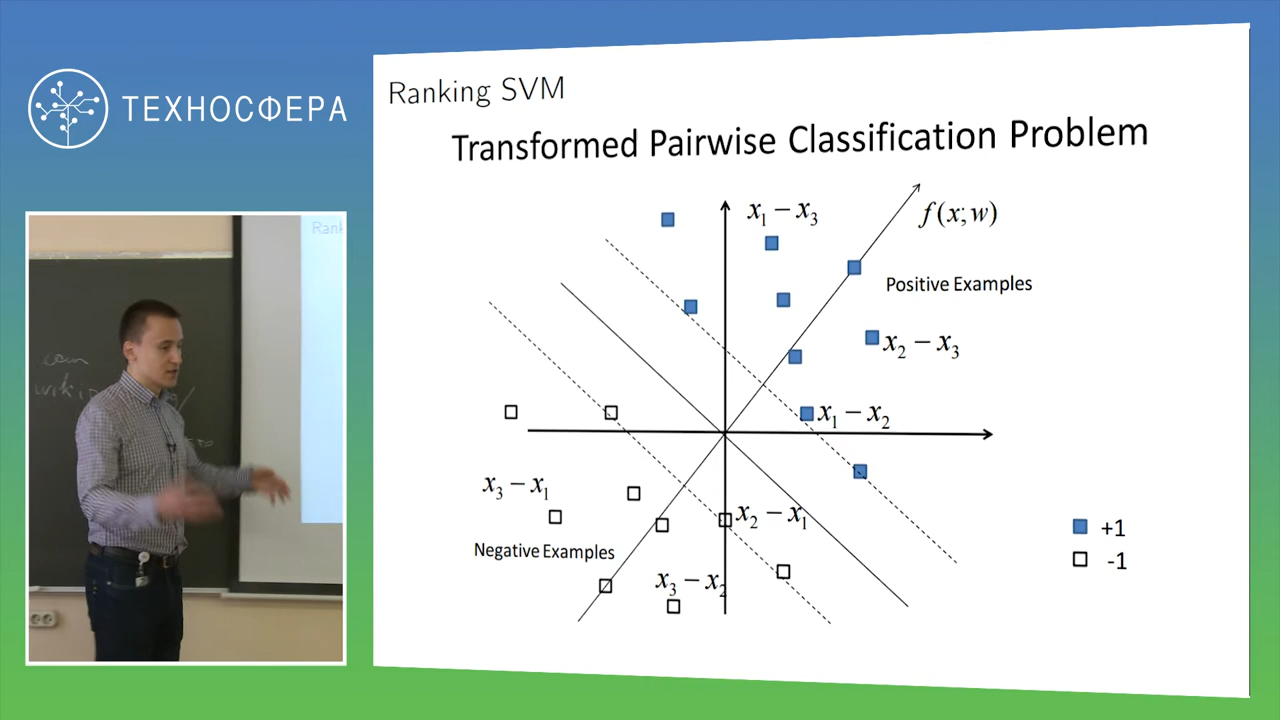 ТЕХНОСФЕРА
Ranking SVM
Transformed Pairwise Classification Problem
x₁ − x₃
f(x; w)
Positive Examples
x₂ − x₃
x₁ − x₂
x₃ − x₁
x₂ − x₁
Negative Examples
x₃ − x₂
+1
-1
Rank